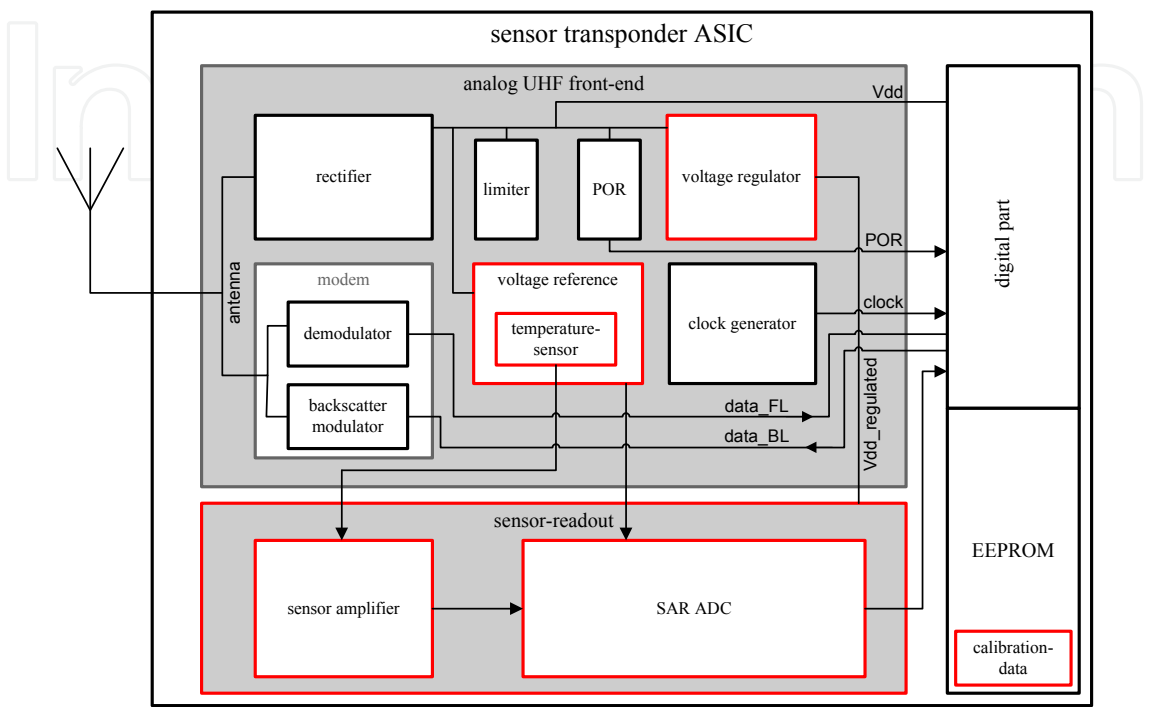 sensor transponder ASIC
analog UHF front-end
Vdd
rectifier
limiter
POR
voltage regulator
POR
digital part
antenna
modem
demodulator
backscatter
modulator
voltage reference
temperature-
sensor
clock generator
clock
data_FL
data_BL
Vdd_regulated
sensor-readout
sensor amplifier
SAR ADC
EEPROM
calibration-
data